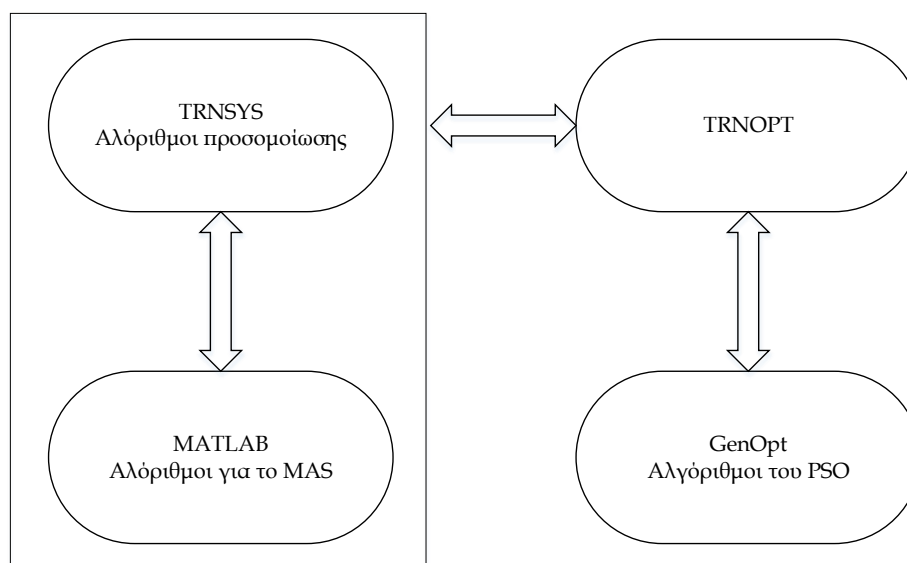 TRNSYS
Αλόριθμοι προσομοίωσης
TRNOPT
MATLAB
Αλόριθμοι για το MAS
GenOpt
Αλγόριθμοι του PSO